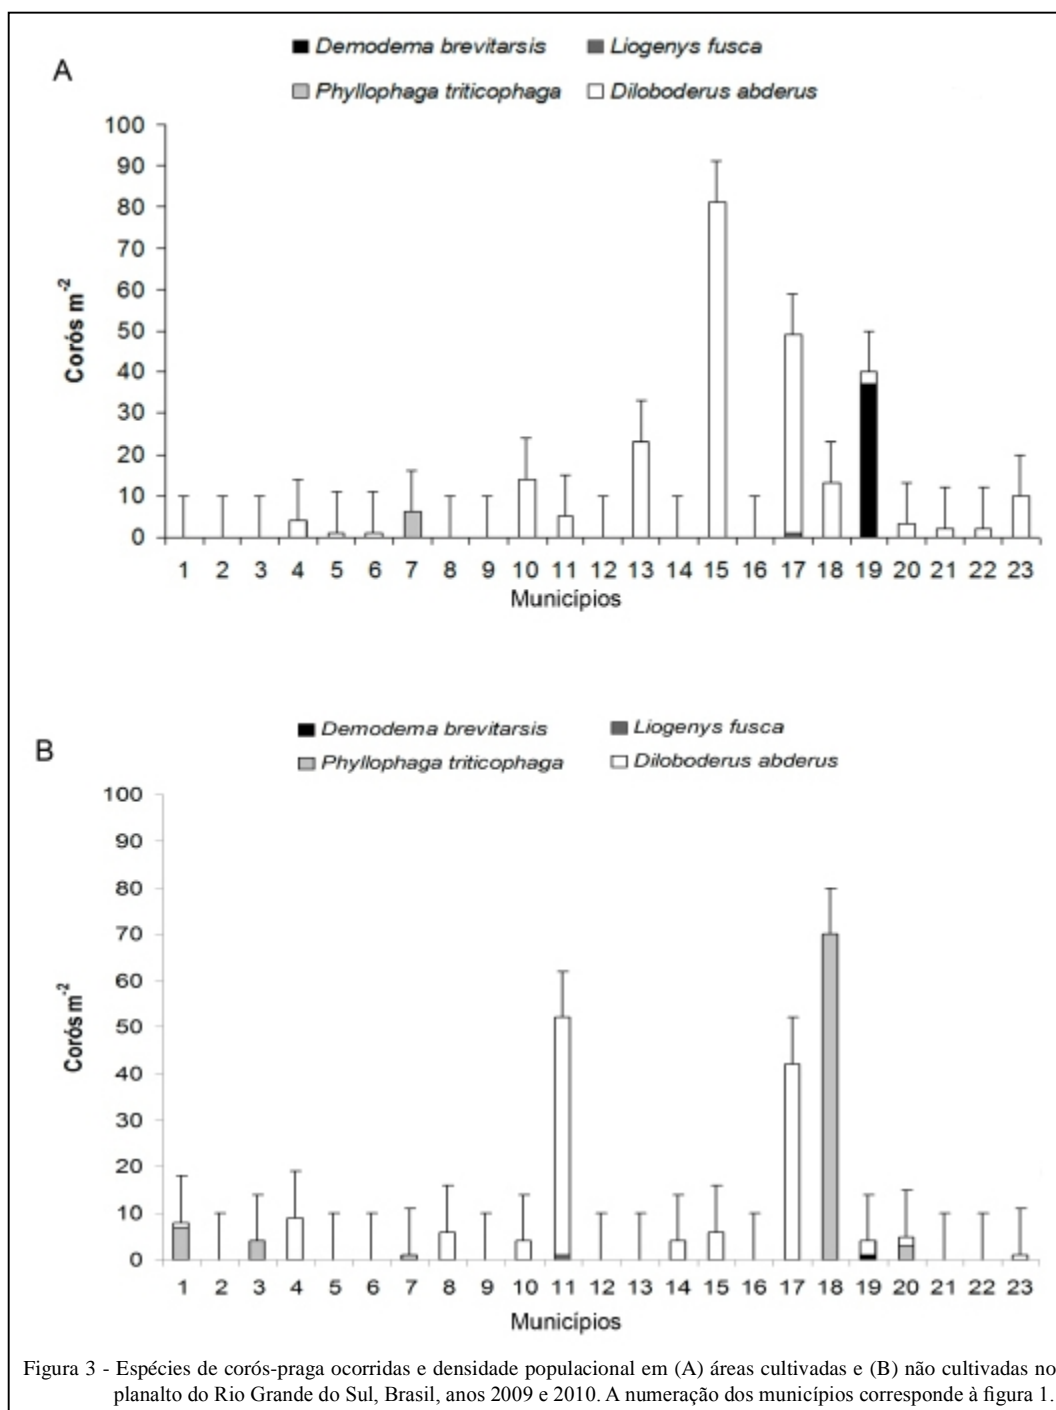 A
Demodema brevitarsis Liogenys fusca
Phyllophaga triticophaga Diloboderus abderus
100
90
80
70
60
50
40
30
20
10
0
Corós m-2
1 2 3 4 5 6 7 8 9 10 11 12 13 14 15 16 17 18 19 20 21 22 23
Municípios
B
Demodema brevitarsis Liogenys fusca
Phyllophaga triticophaga Diloboderus abderus
100
90
80
70
60
50
40
30
20
10
0
Corós m-2
1 2 3 4 5 6 7 8 9 10 11 12 13 14 15 16 17 18 19 20 21 22 23
Municípios
Figura 3 - Espécies de corós-praga ocorridas e densidade populacional em (A) áreas cultivadas e (B) não cultivadas no
planalto do Rio Grande do Sul, Brasil, anos 2009 e 2010. A numeração dos municípios corresponde à figura 1.